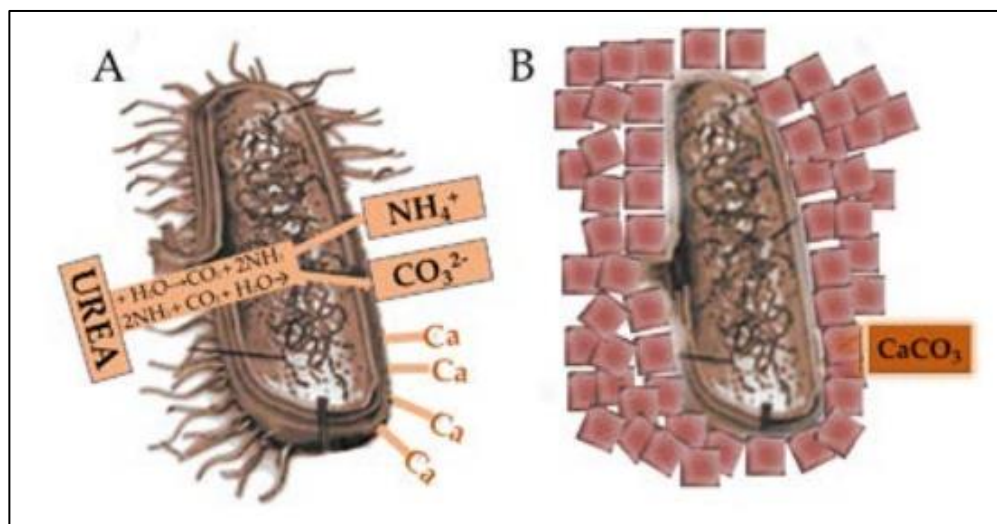 A
B
NH₄⁺
CO₃²⁻
UREA
+ H₂O→CO₂+ 2NH₃
2NH₃+ CO₂+ H₂O→
Ca
Ca
Ca
Ca
CaCO₃